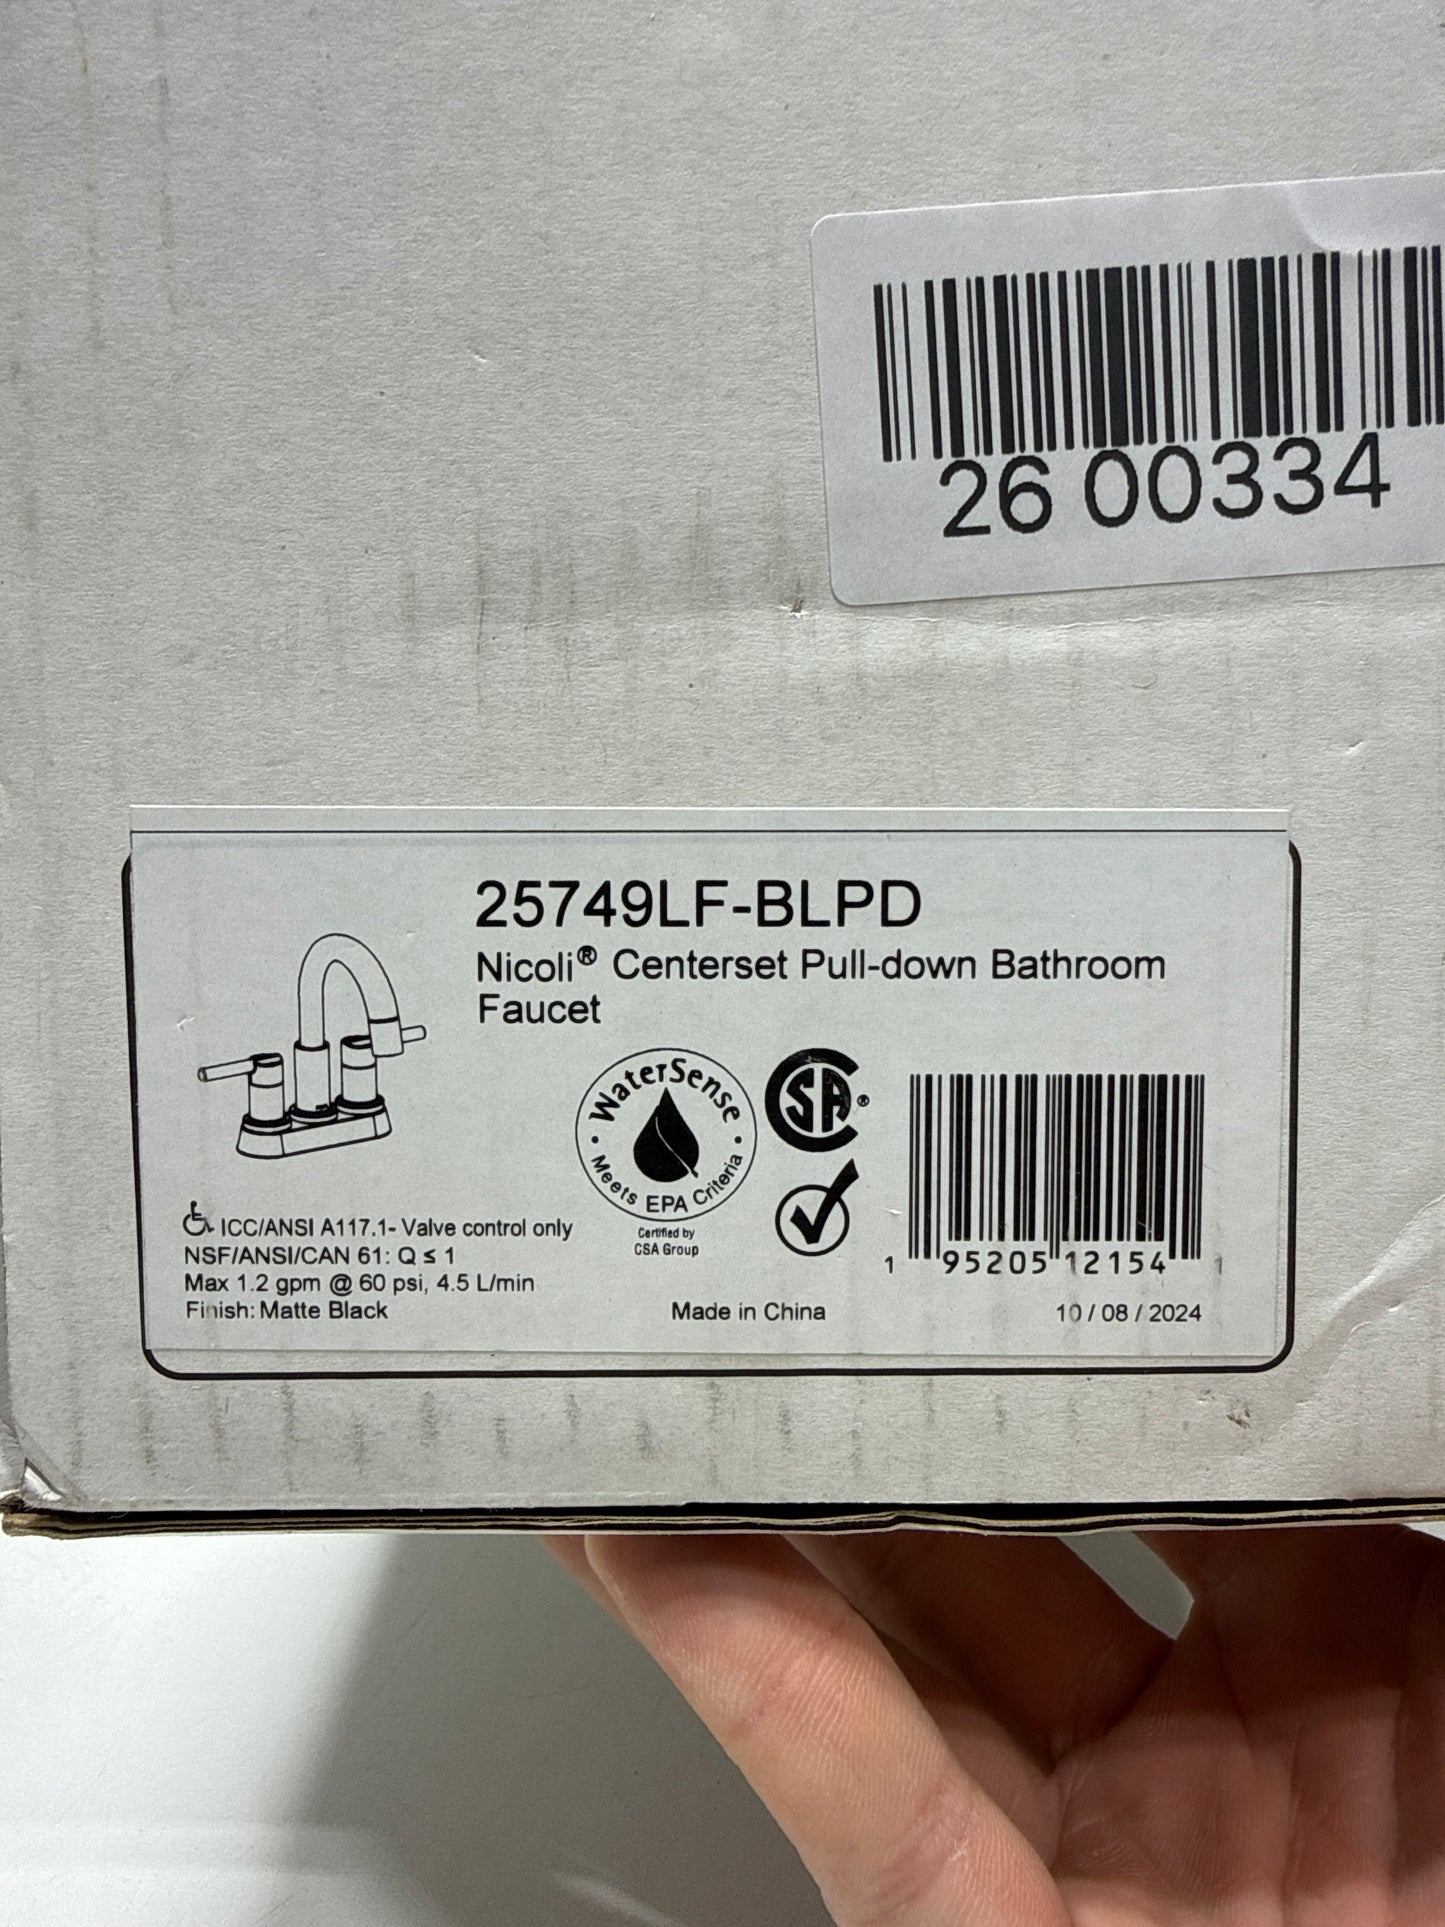 26 00334
25749LF-BLPD
Nicoli® Centerset Pull-down Bathroom
Faucet
WaterSense
Meets EPA Criteria
Certified by
CSA Group
CSA®
ICC/ANSI A117.1- Valve control only
NSF/ANSI/CAN 61: Q ≤ 1
Max 1.2 gpm @ 60 psi, 4.5 L/min
Finish: Matte Black
Made in China
1 95205 12154 1
10 / 08 / 2024